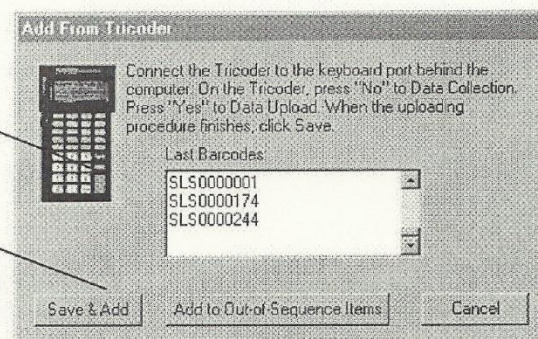 Add From Tricoder
Connect the Tricoder to the keyboard port behind the
computer. On the Tricoder, press "No" to Data Collection.
Press "Yes" to Data Upload. When the uploading
procedure finishes, click Save.
Last Barcodes:
SLS0000001
SLS0000174
SLS0000244
Save & Add
Add to Out-of-Sequence Items
Cancel